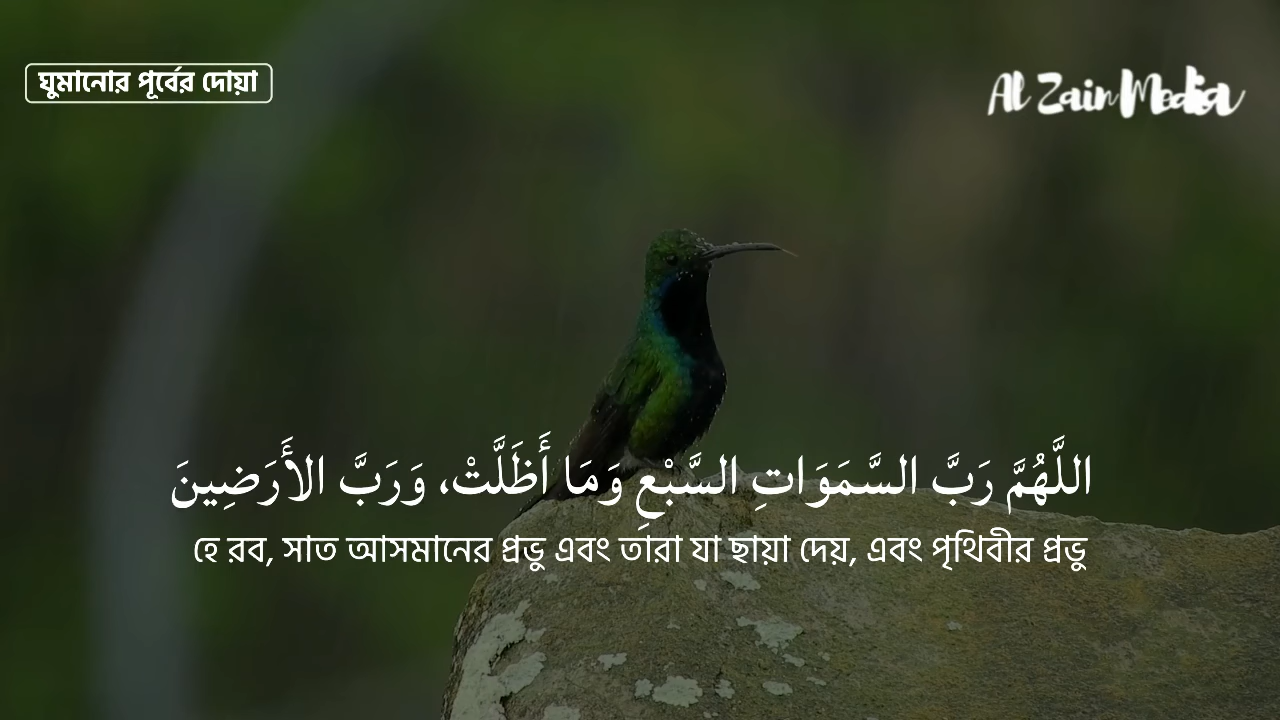 ঘুমানোর পূর্বের দোয়া
Al Zain Media
اللَّهُمَّ رَبَّ السَّمَوَاتِ السَّبْعِ وَمَا أَظَلَّتْ، وَرَبَّ الأَرَضِينَ
হে রব, সাত আসমানের প্রভু এবং তারা যা ছায়া দেয়, এবং পৃথিবীর প্রভু